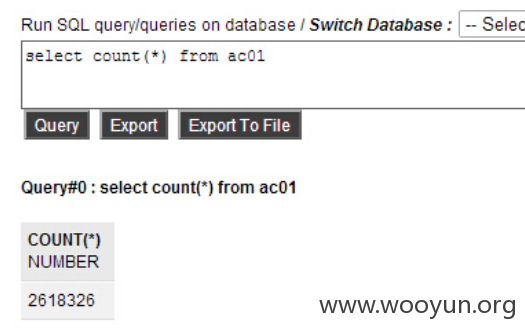 Run SQL query/queries on database / Switch Database : -- Selec
select count(*) from ac01
Query Export Export To File
Query#0 : select count(*) from ac01
COUNT(*)
NUMBER
2618326
www.wooyun.org